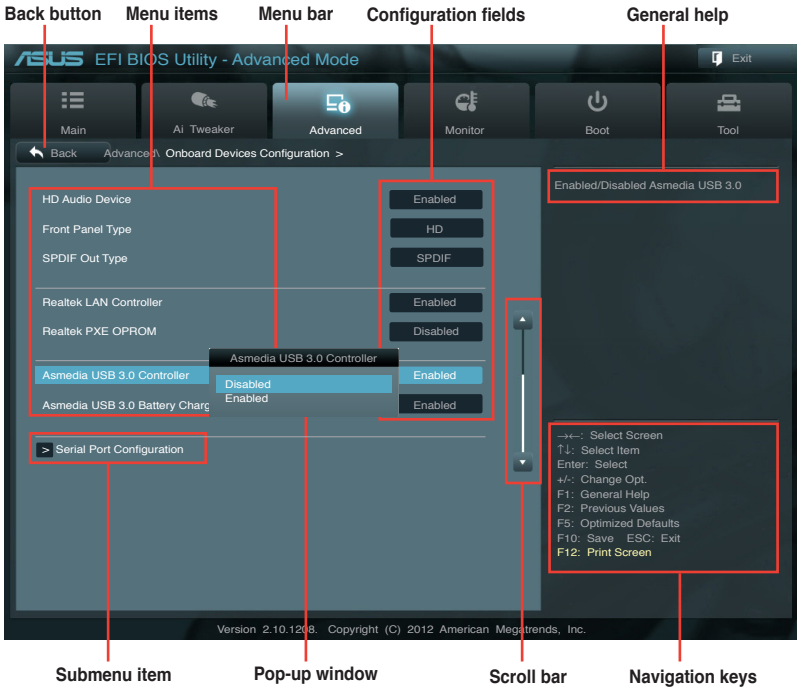 Back button Menu items Menu bar Configuration fields General help
ASUS EFI BIOS Utility - Advanced Mode Exit
Main Ai Tweaker Advanced Monitor Boot Tool
Back Advanced\ Onboard Devices Configuration >
Enabled/Disabled Asmedia USB 3.0
HD Audio Device Enabled
Front Panel Type HD
SPDIF Out Type SPDIF
Realtek LAN Controller Enabled
Realtek PXE OPROM Disabled
Asmedia USB 3.0 Controller
Asmedia USB 3.0 Controller Enabled
Disabled
Enabled
Asmedia USB 3.0 Battery Charg Enabled
> Serial Port Configuration
→←: Select Screen
↑↓: Select Item
Enter: Select
+/-: Change Opt.
F1: General Help
F2: Previous Values
F5: Optimized Defaults
F10: Save ESC: Exit
F12: Print Screen
Version 2.10.1208. Copyright (C) 2012 American Megatrends, Inc.
Submenu item Pop-up window Scroll bar Navigation keys